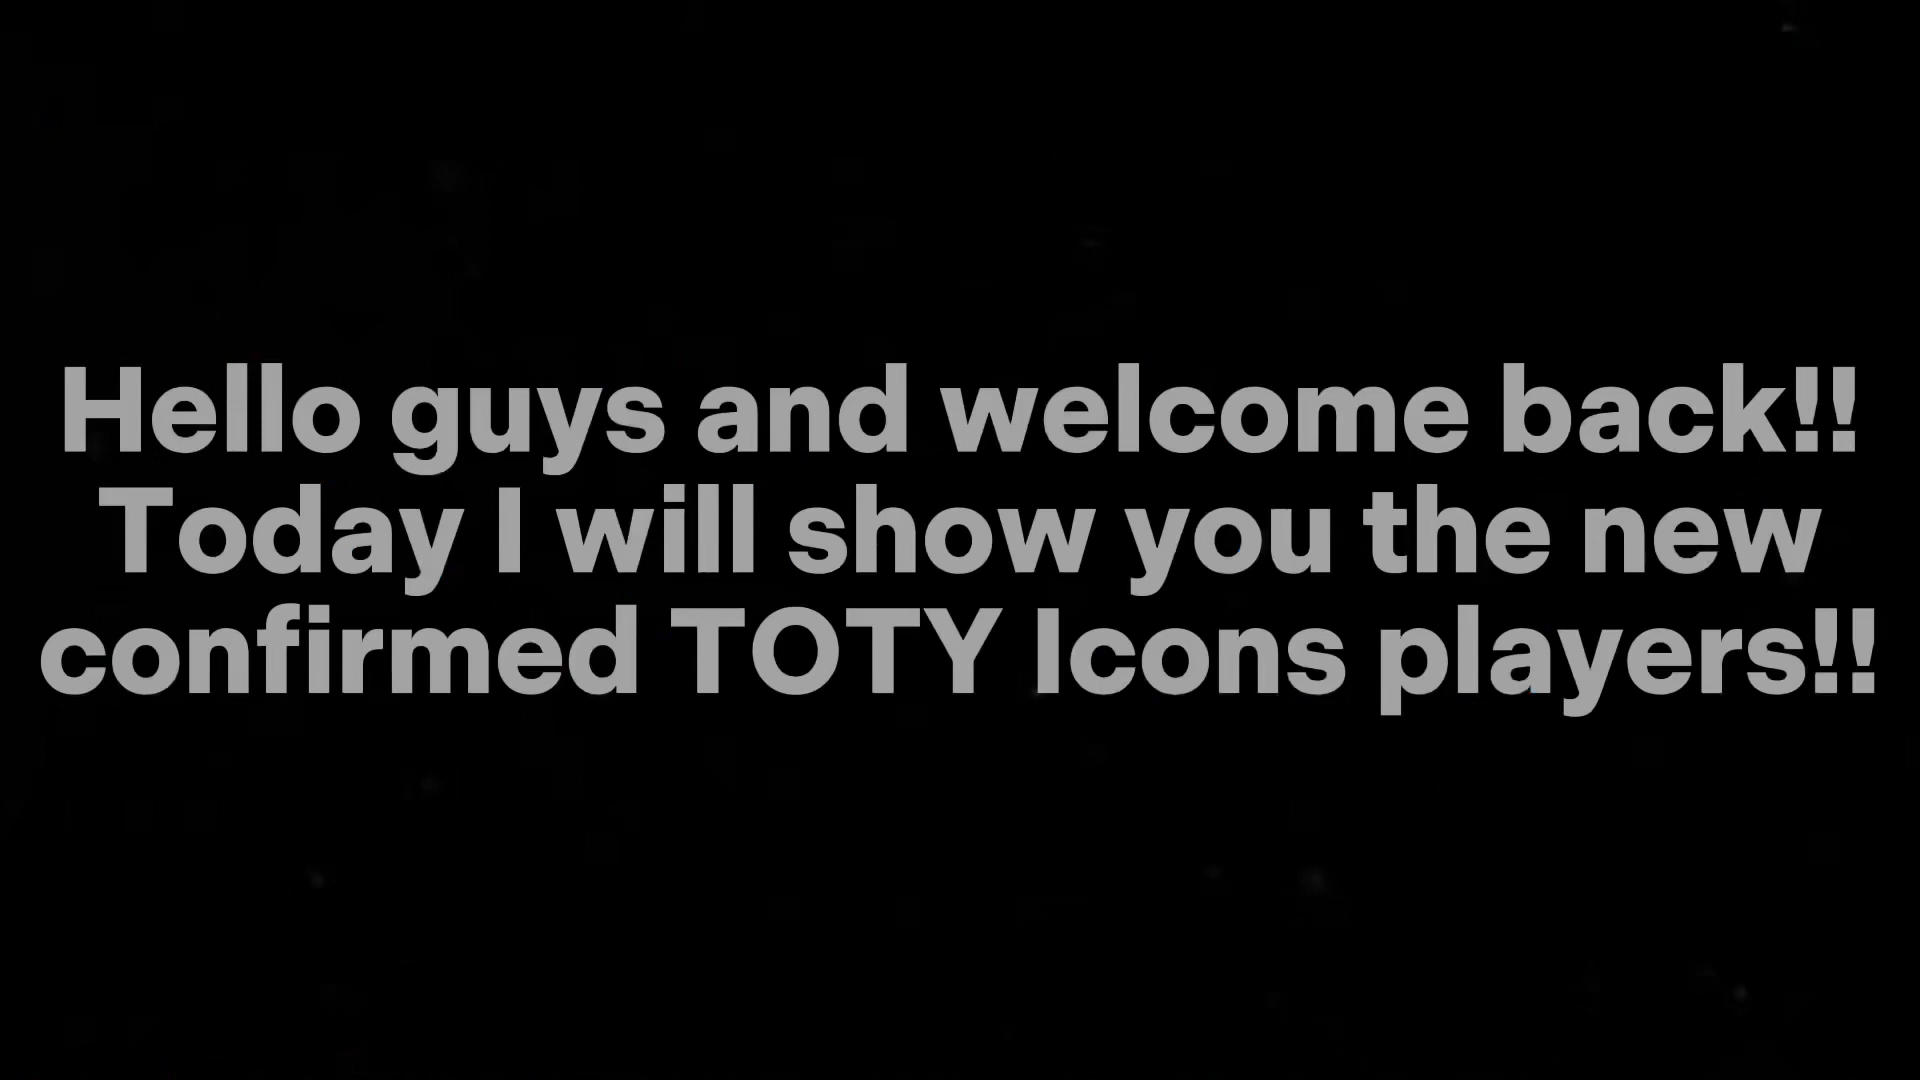 Hello guys and welcome back!!
Today I will show you the new
confirmed TOTY Icons players!!